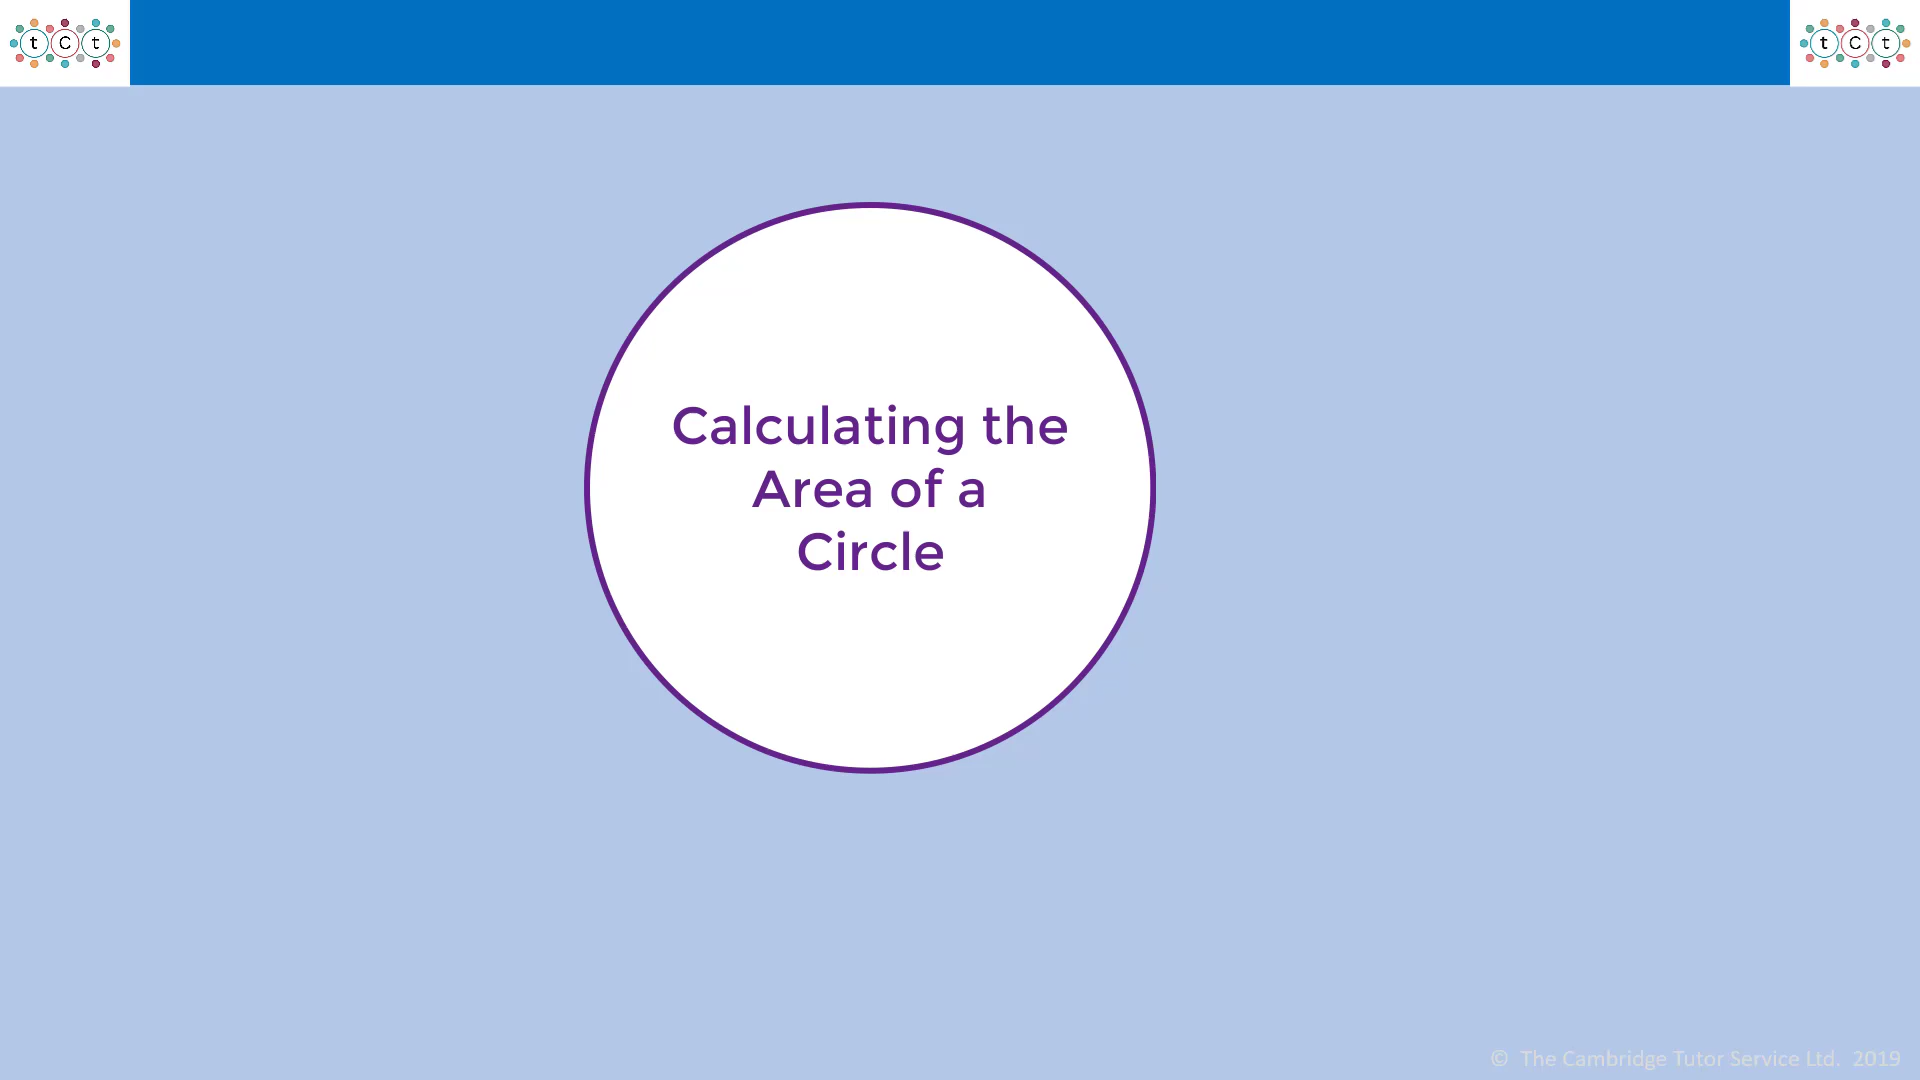 t C t
t C t
Calculating the
Area of a
Circle
© The Cambridge Tutor Service Ltd. 2019